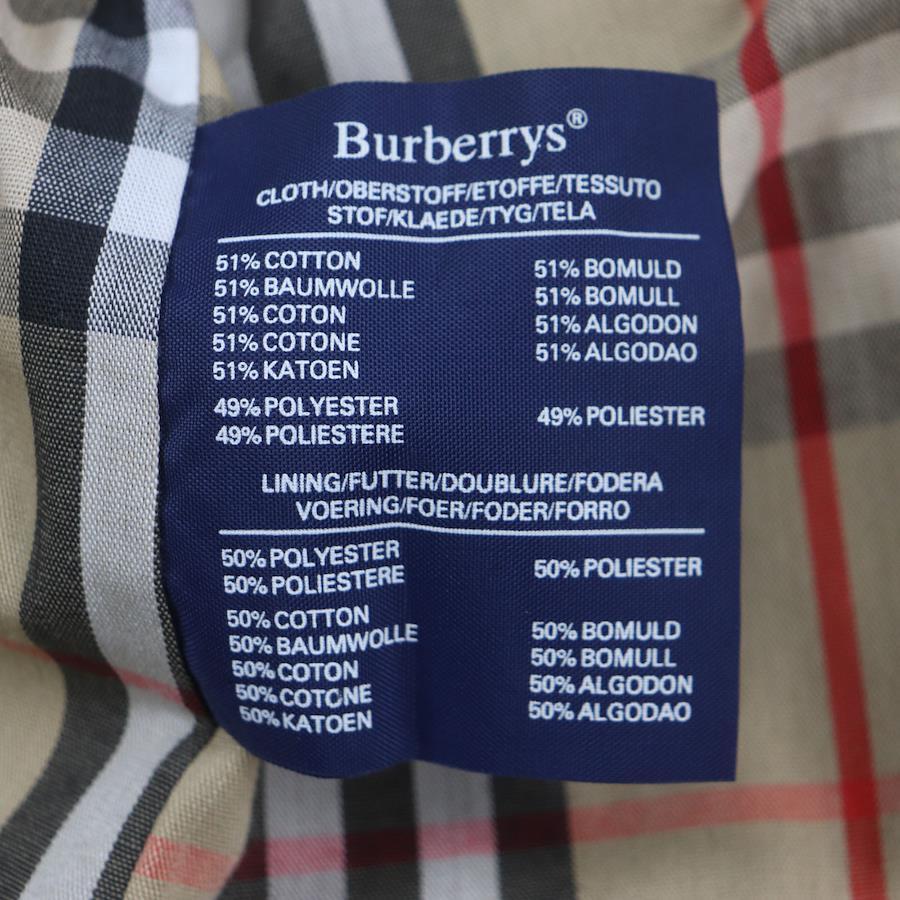 Burberrys®
CLOTH/OBERSTOFF/ETOFFE/TESSUTO
STOF/KLAEDE/TYG/TELA
51% COTTON
51% BAUMWOLLE
51% COTON
51% COTONE
51% KATOEN
51% BOMULD
51% BOMULL
51% ALGODON
51% ALGODAO
49% POLYESTER
49% POLIESTERE
49% POLIESTER
LINING/FUTTER/DOUBLURE/FODERA
VOERING/FOER/FODER/FORRO
50% POLYESTER
50% POLIESTERE
50% POLIESTER
50% COTTON
50% BAUMWOLLE
50% COTON
50% COTONE
50% KATOEN
50% BOMULD
50% BOMULL
50% ALGODON
50% ALGODAO